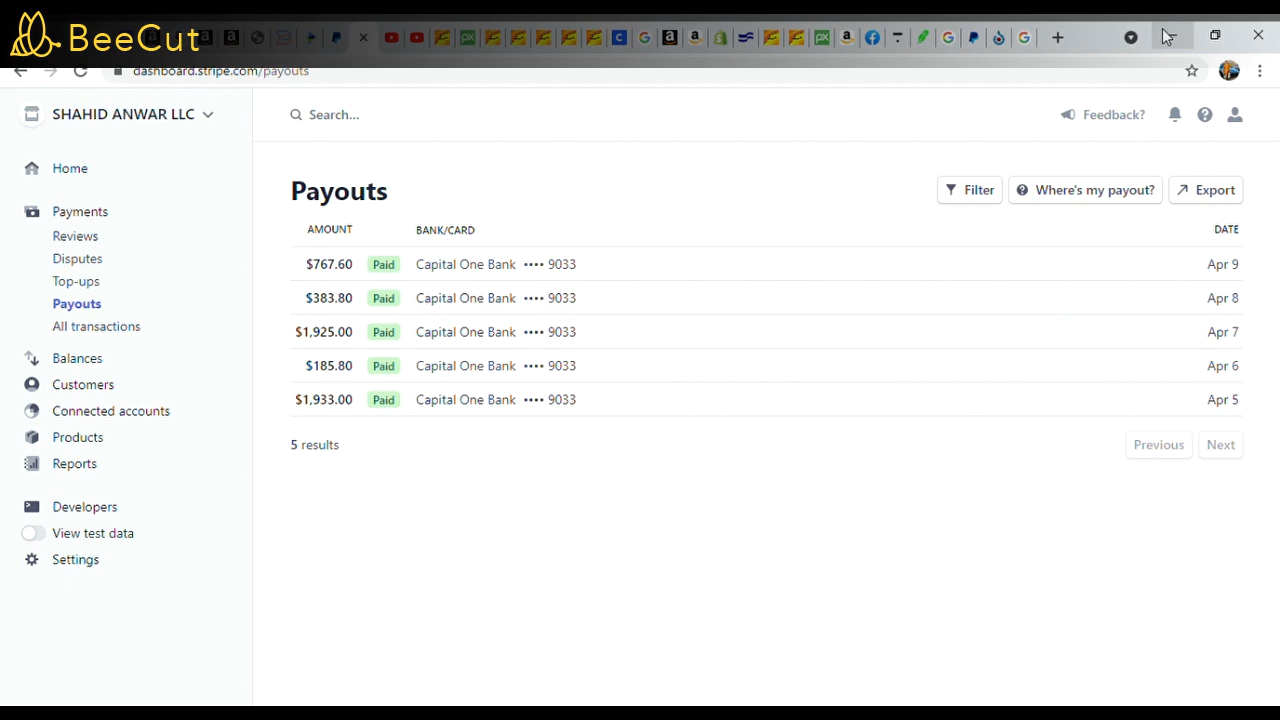 BeeCut
dashboard.stripe.com/payouts
SHAHID ANWAR LLC
Search...
Feedback?
Home
Payments
Reviews
Disputes
Top-ups
Payouts
All transactions
Balances
Customers
Connected accounts
Products
Reports
Developers
View test data
Settings
Payouts
Filter
Where's my payout?
Export
AMOUNT BANK/CARD DATE
$767.60 Paid Capital One Bank •••• 9033 Apr 9
$383.80 Paid Capital One Bank •••• 9033 Apr 8
$1,925.00 Paid Capital One Bank •••• 9033 Apr 7
$185.80 Paid Capital One Bank •••• 9033 Apr 6
$1,933.00 Paid Capital One Bank •••• 9033 Apr 5
5 results
Previous
Next